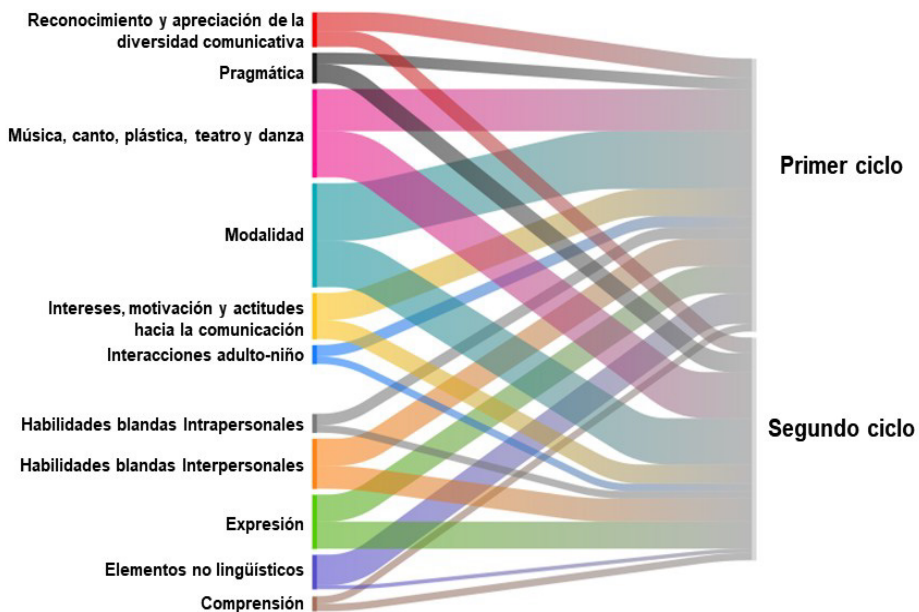 Reconocimiento y apreciación de la
diversidad comunicativa
Pragmática
Música, canto, plástica, teatro y danza
Modalidad
Intereses, motivación y actitudes
hacia la comunicación
Interacciones adulto-niño
Habilidades blandas Intrapersonales
Habilidades blandas Interpersonales
Expresión
Elementos no lingüísticos
Comprensión
Primer ciclo
Segundo ciclo